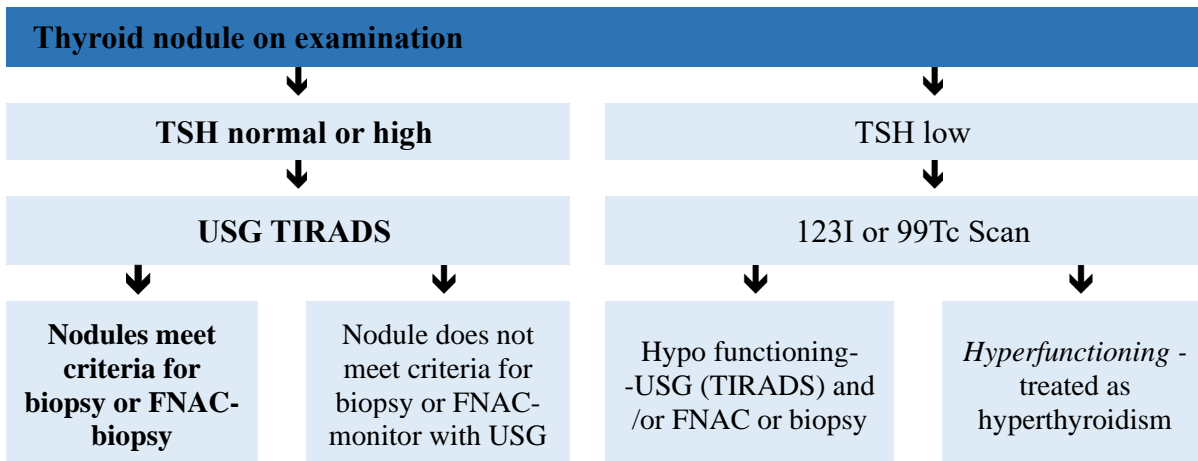 Thyroid nodule on examination
TSH normal or high
TSH low
USG TIRADS
123I or 99Tc Scan
Nodules meet
criteria for
biopsy or FNAC-
biopsy
Nodule does not
meet criteria for
biopsy or FNAC-
monitor with USG
Hypo functioning-
-USG (TIRADS) and
/or FNAC or biopsy
Hyperfunctioning -
treated as
hyperthyroidism